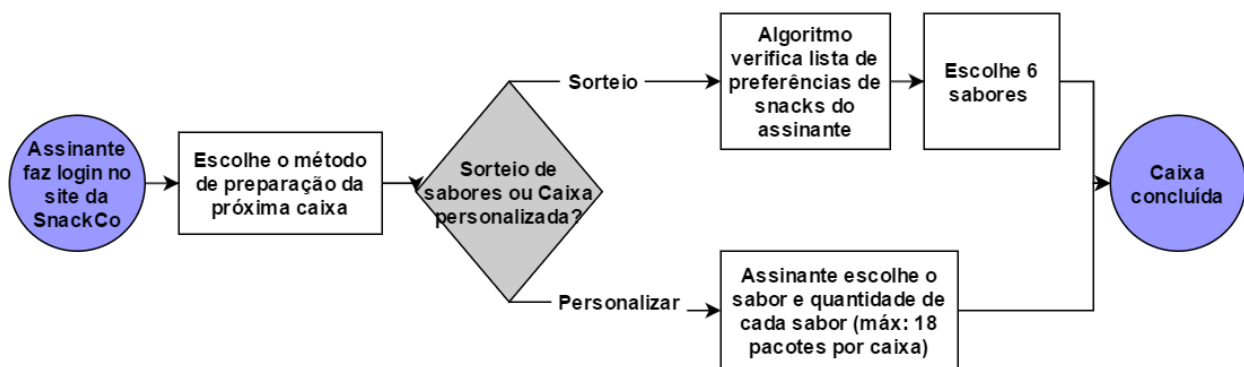 Assinante
faz login no
site da
SnackCo
Escolhe o método
de preparação da
próxima caixa
Sorteio de
sabores ou Caixa
personalizada?
Sorteio
Algoritmo
verifica lista de
preferências de
snacks do
assinante
Escolhe 6
sabores
Personalizar
Assinante escolhe o
sabor e quantidade de
cada sabor (máx: 18
pacotes por caixa)
Caixa
concluída